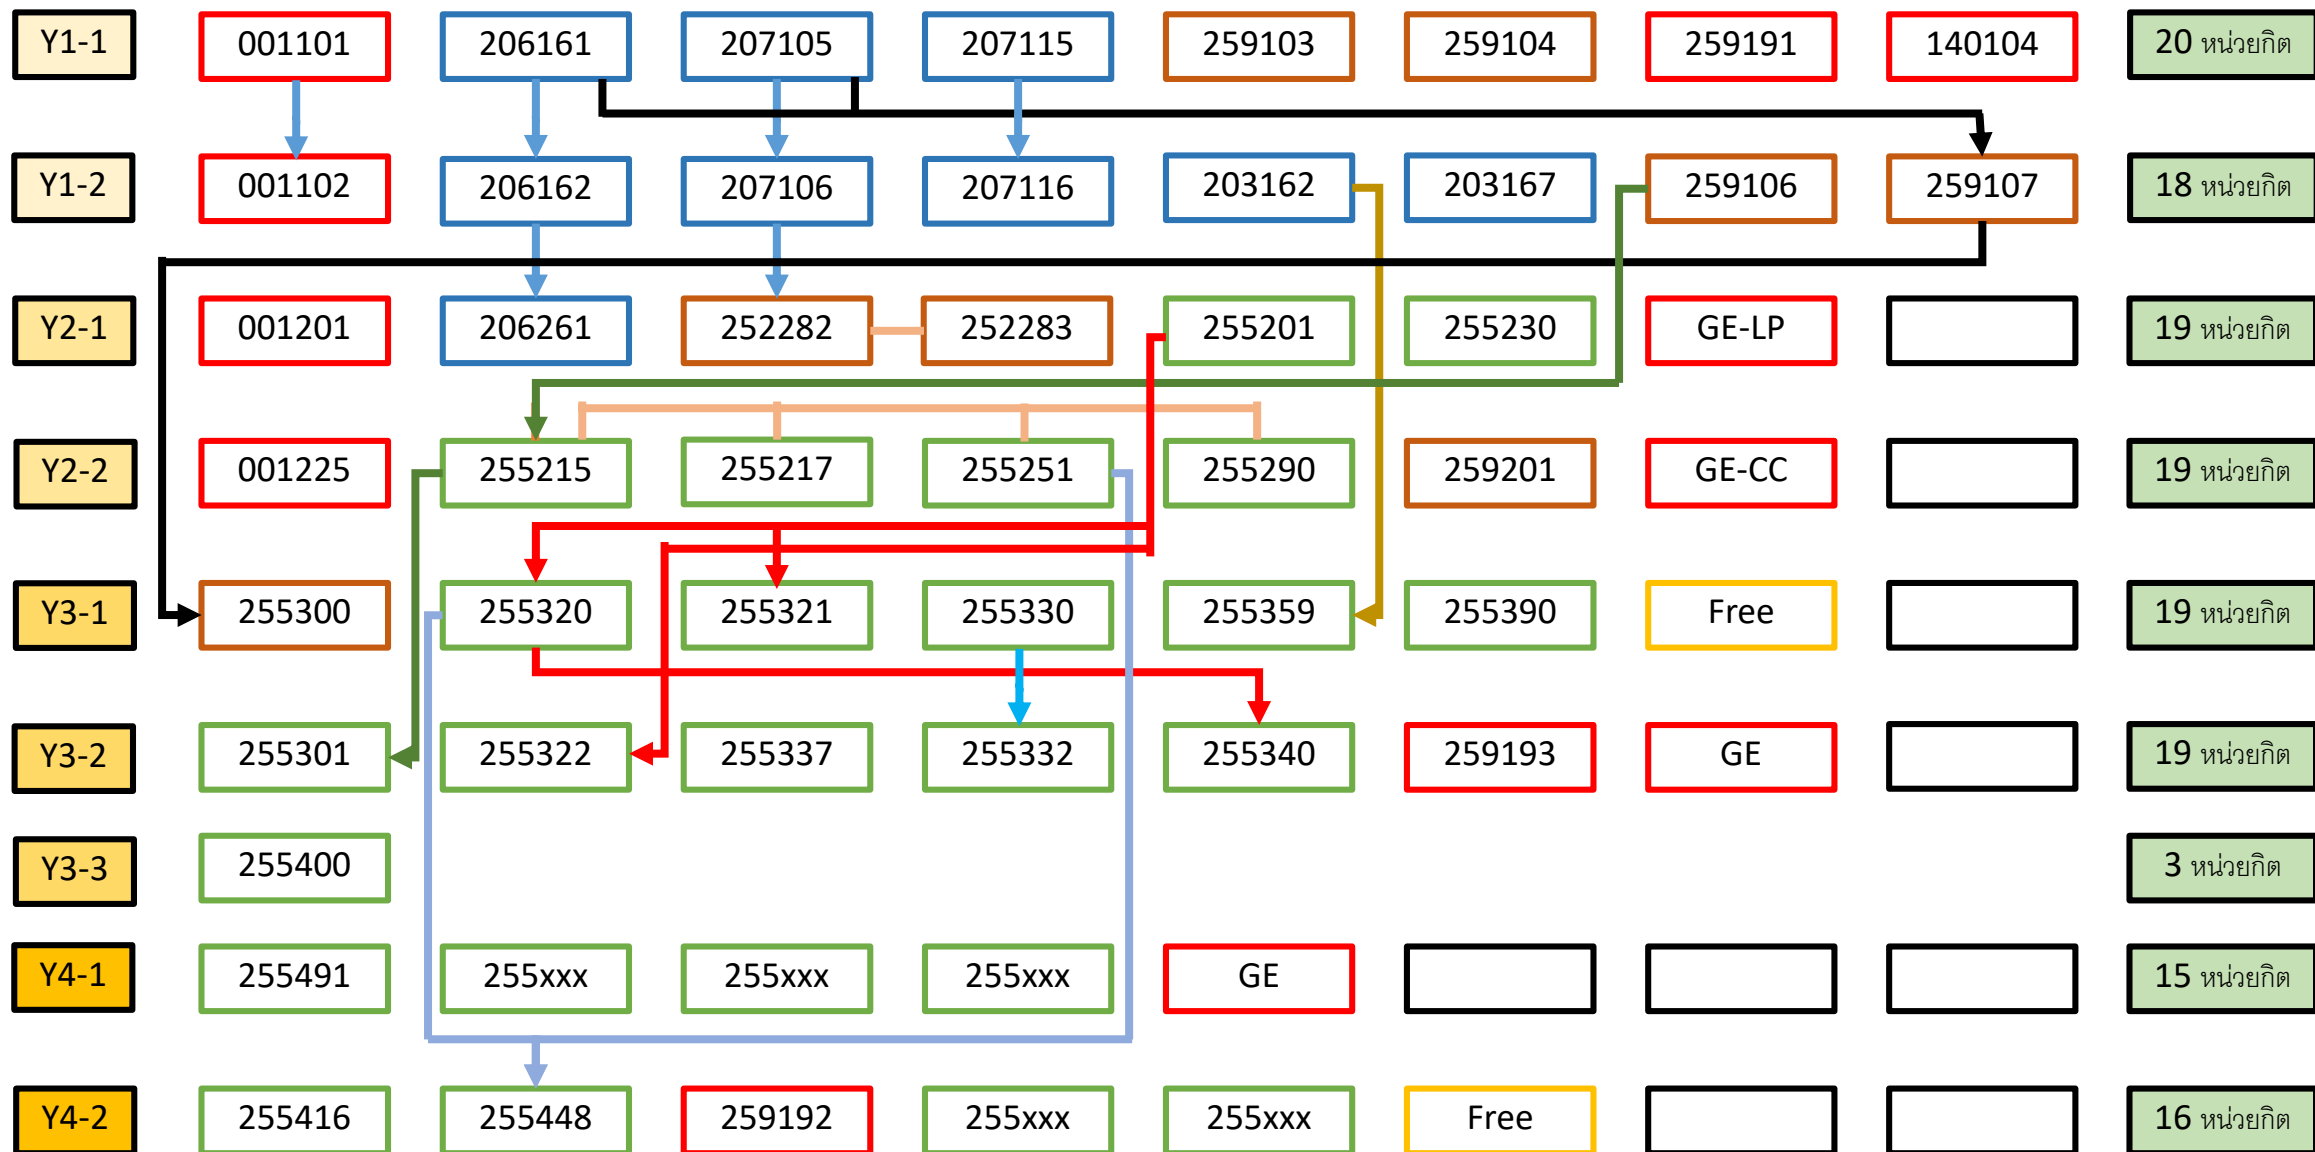 Y1-1 001101 206161 207105 207115 259103 259104 259191 140104 20 หน่วยกิต
Y1-2 001102 206162 207106 207116 203162 203167 259106 259107 18 หน่วยกิต
Y2-1 001201 206261 252282 252283 255201 255230 GE-LP 19 หน่วยกิต
Y2-2 001225 255215 255217 255251 255290 259201 GE-CC 19 หน่วยกิต
Y3-1 255300 255320 255321 255330 255359 255390 Free 19 หน่วยกิต
Y3-2 255301 255322 255337 255332 255340 259193 GE 19 หน่วยกิต
Y3-3 255400 3 หน่วยกิต
Y4-1 255491 255xxx 255xxx 255xxx GE 15 หน่วยกิต
Y4-2 255416 255448 259192 255xxx 255xxx Free 16 หน่วยกิต